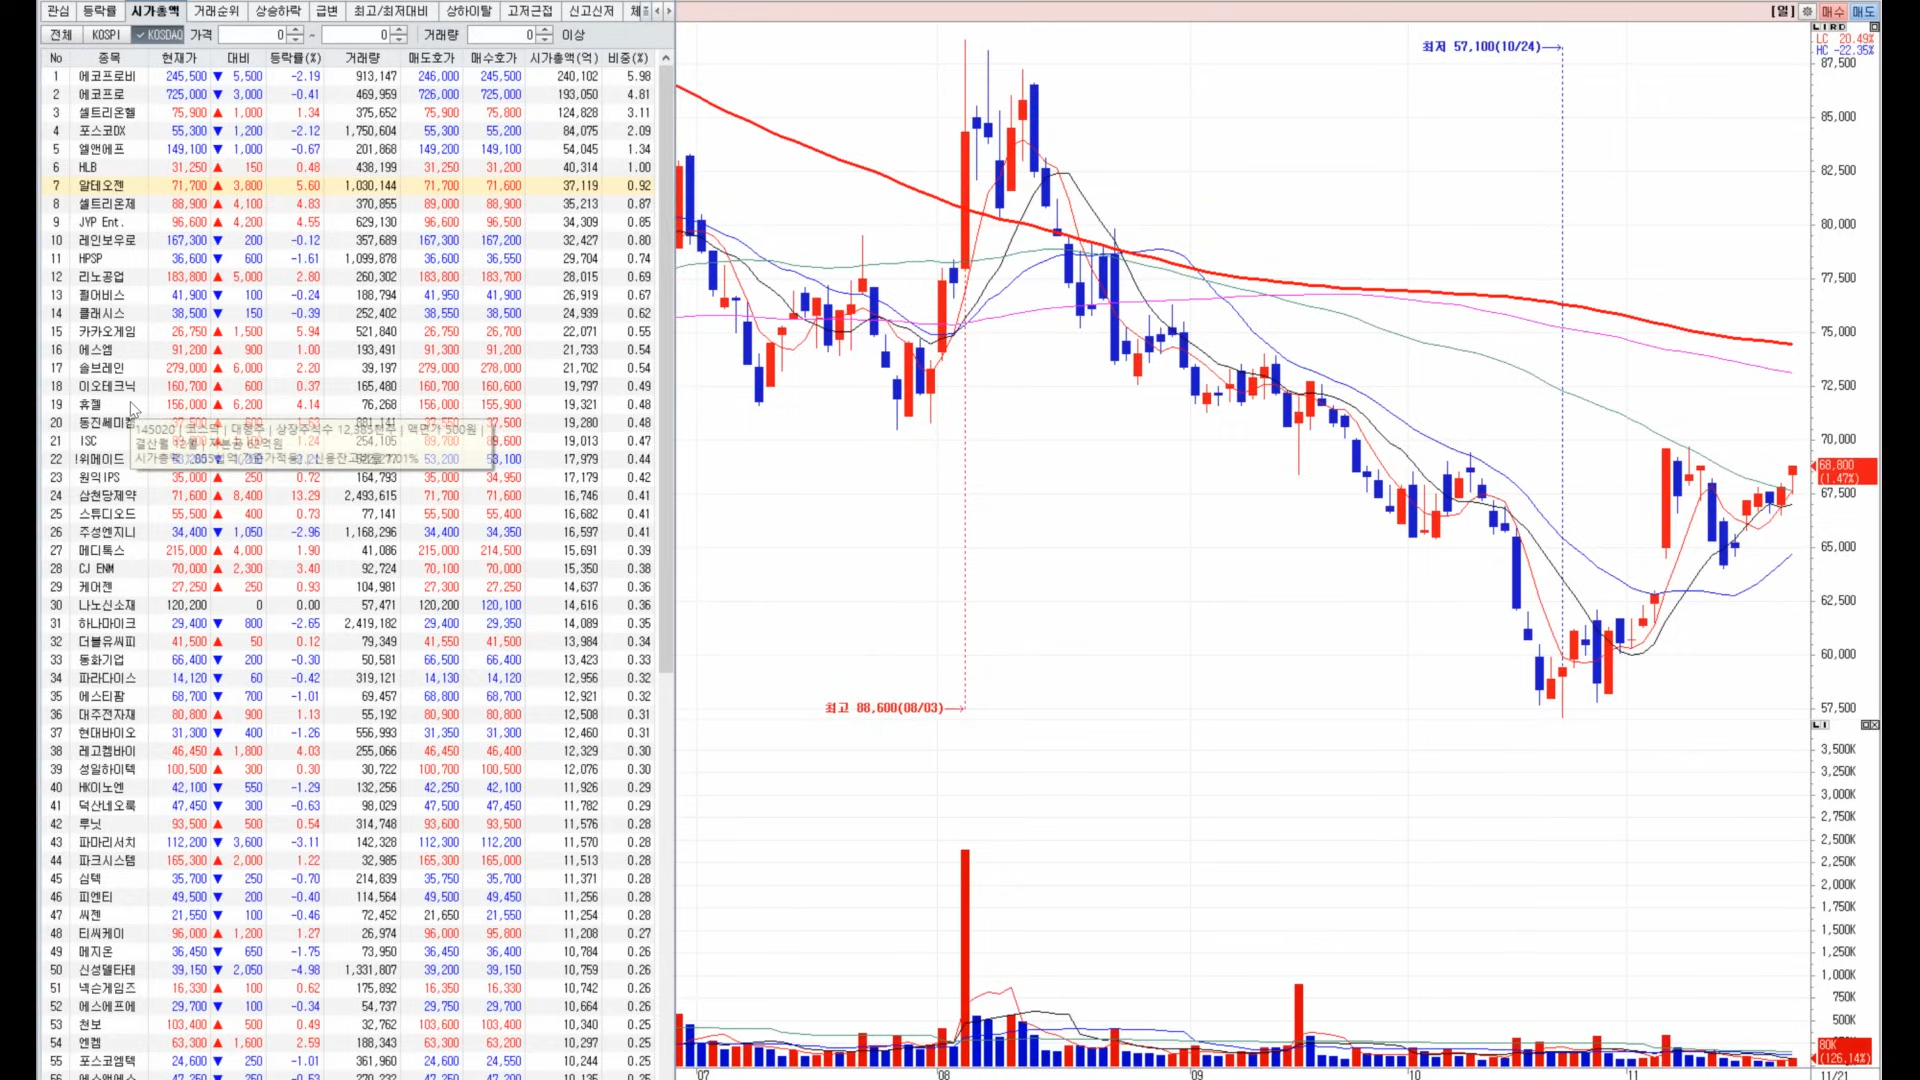 관심 등락률 시가총액 거래순위 상승하락 급변 최고/최저대비 상하이탈 고저근접 신고신저
전체 KOSPI ✓KOSDAQ 가격 0 ~ 0 거래량 0 이상
No 종목 현재가 대비 등락률(%) 거래량 매도호가 매수호가 시가총액(억) 비중(%)
1 에코프로비 245,500 ▼ 5,500 -2.19 913,147 246,000 245,500 240,102 5.98
2 에코프로 725,000 ▼ 3,000 -0.41 469,959 726,000 725,000 193,050 4.81
3 셀트리온헬 75,900 ▲ 1,000 1.34 375,652 75,900 75,800 124,828 3.11
4 포스코DX 55,300 ▼ 1,200 -2.12 1,750,604 55,300 55,200 84,075 2.09
5 엘앤에프 149,100 ▼ 1,000 -0.67 201,868 149,200 149,100 54,045 1.34
6 HLB 31,250 ▲ 150 0.48 438,199 31,250 31,200 40,314 1.00
7 알테오젠 71,700 ▲ 3,800 5.60 1,030,144 71,700 71,600 37,119 0.92
8 셀트리온제 88,900 ▲ 4,100 4.83 370,855 89,000 88,900 35,213 0.87
9 JYP Ent. 96,600 ▲ 4,200 4.55 629,130 96,600 96,500 34,309 0.85
10 레인보우로 167,300 ▼ 200 -0.12 357,689 167,300 167,200 32,427 0.80
11 HPSP 36,600 ▼ 600 -1.61 1,099,878 36,600 36,550 29,704 0.74
12 리노공업 183,800 ▲ 5,000 2.80 260,302 183,800 183,700 28,015 0.69
13 펄어비스 41,900 ▼ 100 -0.24 188,794 41,950 41,900 26,919 0.67
14 클래시스 38,500 ▼ 150 -0.39 252,402 38,550 38,500 24,939 0.62
15 카카오게임 26,750 ▲ 1,500 5.94 521,840 26,750 26,700 22,071 0.55
16 에스엠 91,200 ▲ 900 1.00 193,491 91,300 91,200 21,733 0.54
17 솔브레인 279,000 ▲ 6,000 2.20 39,197 279,000 278,000 21,702 0.54
18 이오테크닉 160,700 ▲ 600 0.37 165,480 160,700 160,600 19,797 0.49
19 휴젤 156,000 ▲ 6,200 4.14 76,268 156,000 155,900 19,321 0.48
20 동진쎄미켐 19,280 0.48
145020 | 코스닥 | 대형주 | 상장주식수 12,385천주 | 액면가 500원 |
21 ISC 254,105 19,013 0.47
결산월 12월 | 자본금 62억원
22 위메이드 53,100 17,979 0.44
23 원익IPS 35,000 ▲ 250 0.72 164,793 35,000 34,950 17,179 0.42
24 삼천당제약 71,600 ▲ 8,400 13.29 2,493,615 71,700 71,600 16,746 0.41
25 스튜디오드 55,500 ▲ 400 0.73 77,141 55,500 55,400 16,682 0.41
26 주성엔지니 34,400 ▼ 1,050 -2.96 1,168,296 34,400 34,350 16,597 0.41
27 메디톡스 215,000 ▲ 4,000 1.90 41,086 215,000 214,500 15,691 0.39
28 CJ ENM 70,000 ▲ 2,300 3.40 92,724 70,100 70,000 15,350 0.38
29 케어젠 27,250 ▲ 250 0.93 104,981 27,300 27,250 14,637 0.36
30 나노신소재 120,200 0 0.00 57,471 120,200 120,100 14,616 0.36
31 하나마이크 29,400 ▼ 800 -2.65 2,419,182 29,400 29,350 14,089 0.35
32 더블유씨피 41,500 ▲ 50 0.12 79,349 41,550 41,500 13,984 0.34
33 동화기업 66,400 ▼ 200 -0.30 50,581 66,500 66,400 13,423 0.33
34 파라다이스 14,120 ▼ 60 -0.42 319,121 14,130 14,120 12,956 0.32
35 에스티팜 68,700 ▼ 700 -1.01 69,457 68,800 68,700 12,921 0.32
36 대주전자재 80,800 ▲ 900 1.13 55,192 80,900 80,800 12,508 0.31
37 현대바이오 31,300 ▼ 400 -1.26 556,993 31,350 31,300 12,460 0.31
38 레고켐바이 46,450 ▲ 1,800 4.03 255,066 46,450 46,400 12,329 0.30
39 성일하이텍 100,500 ▲ 300 0.30 30,722 100,700 100,500 12,076 0.30
40 HK이노엔 42,100 ▼ 550 -1.29 132,256 42,250 42,100 11,926 0.29
41 덕산네오룩 47,450 ▼ 300 -0.63 98,029 47,500 47,450 11,782 0.29
42 루닛 93,500 ▲ 500 0.54 314,748 93,600 93,500 11,576 0.28
43 파마리서치 112,200 ▼ 3,600 -3.11 142,328 112,300 112,200 11,570 0.28
44 파크시스템 165,300 ▲ 2,000 1.22 32,985 165,300 165,000 11,513 0.28
45 심텍 35,700 ▼ 250 -0.70 214,839 35,750 35,700 11,371 0.28
46 피엔티 49,500 ▼ 200 -0.40 114,564 49,500 49,450 11,256 0.28
47 씨젠 21,550 ▼ 100 -0.46 72,452 21,650 21,550 11,254 0.28
48 티씨케이 96,000 ▲ 1,200 1.27 26,974 96,000 95,800 11,208 0.27
49 메지온 36,450 ▼ 650 -1.75 73,950 36,450 36,400 10,784 0.26
50 신성델타테 39,150 ▼ 2,050 -4.98 1,331,807 39,200 39,150 10,759 0.26
51 넥슨게임즈 16,330 ▲ 100 0.62 175,892 16,350 16,330 10,742 0.26
52 에스에프에 29,700 ▼ 100 -0.34 54,737 29,750 29,700 10,664 0.26
53 천보 103,400 ▲ 500 0.49 32,762 103,600 103,400 10,340 0.25
54 엔켐 63,300 ▲ 1,600 2.59 188,343 63,300 63,200 10,297 0.25
55 포스코엠텍 24,600 ▼ 250 -1.01 361,960 24,600 24,550 10,244 0.25
[일] 매수 매도
LIRD
LC 20.49%
HC -22.35%
최저 57,100(10/24)
최고 88,600(08/03)
87,500
85,000
82,500
80,000
77,500
75,000
72,500
70,000
68,800
(1.47%)
67,500
65,000
62,500
60,000
57,500
3,500K
3,250K
3,000K
2,750K
2,500K
2,250K
2,000K
1,750K
1,500K
1,250K
1,000K
750K
500K
80K
(126.14%)
07 08 09 10 11 11/21